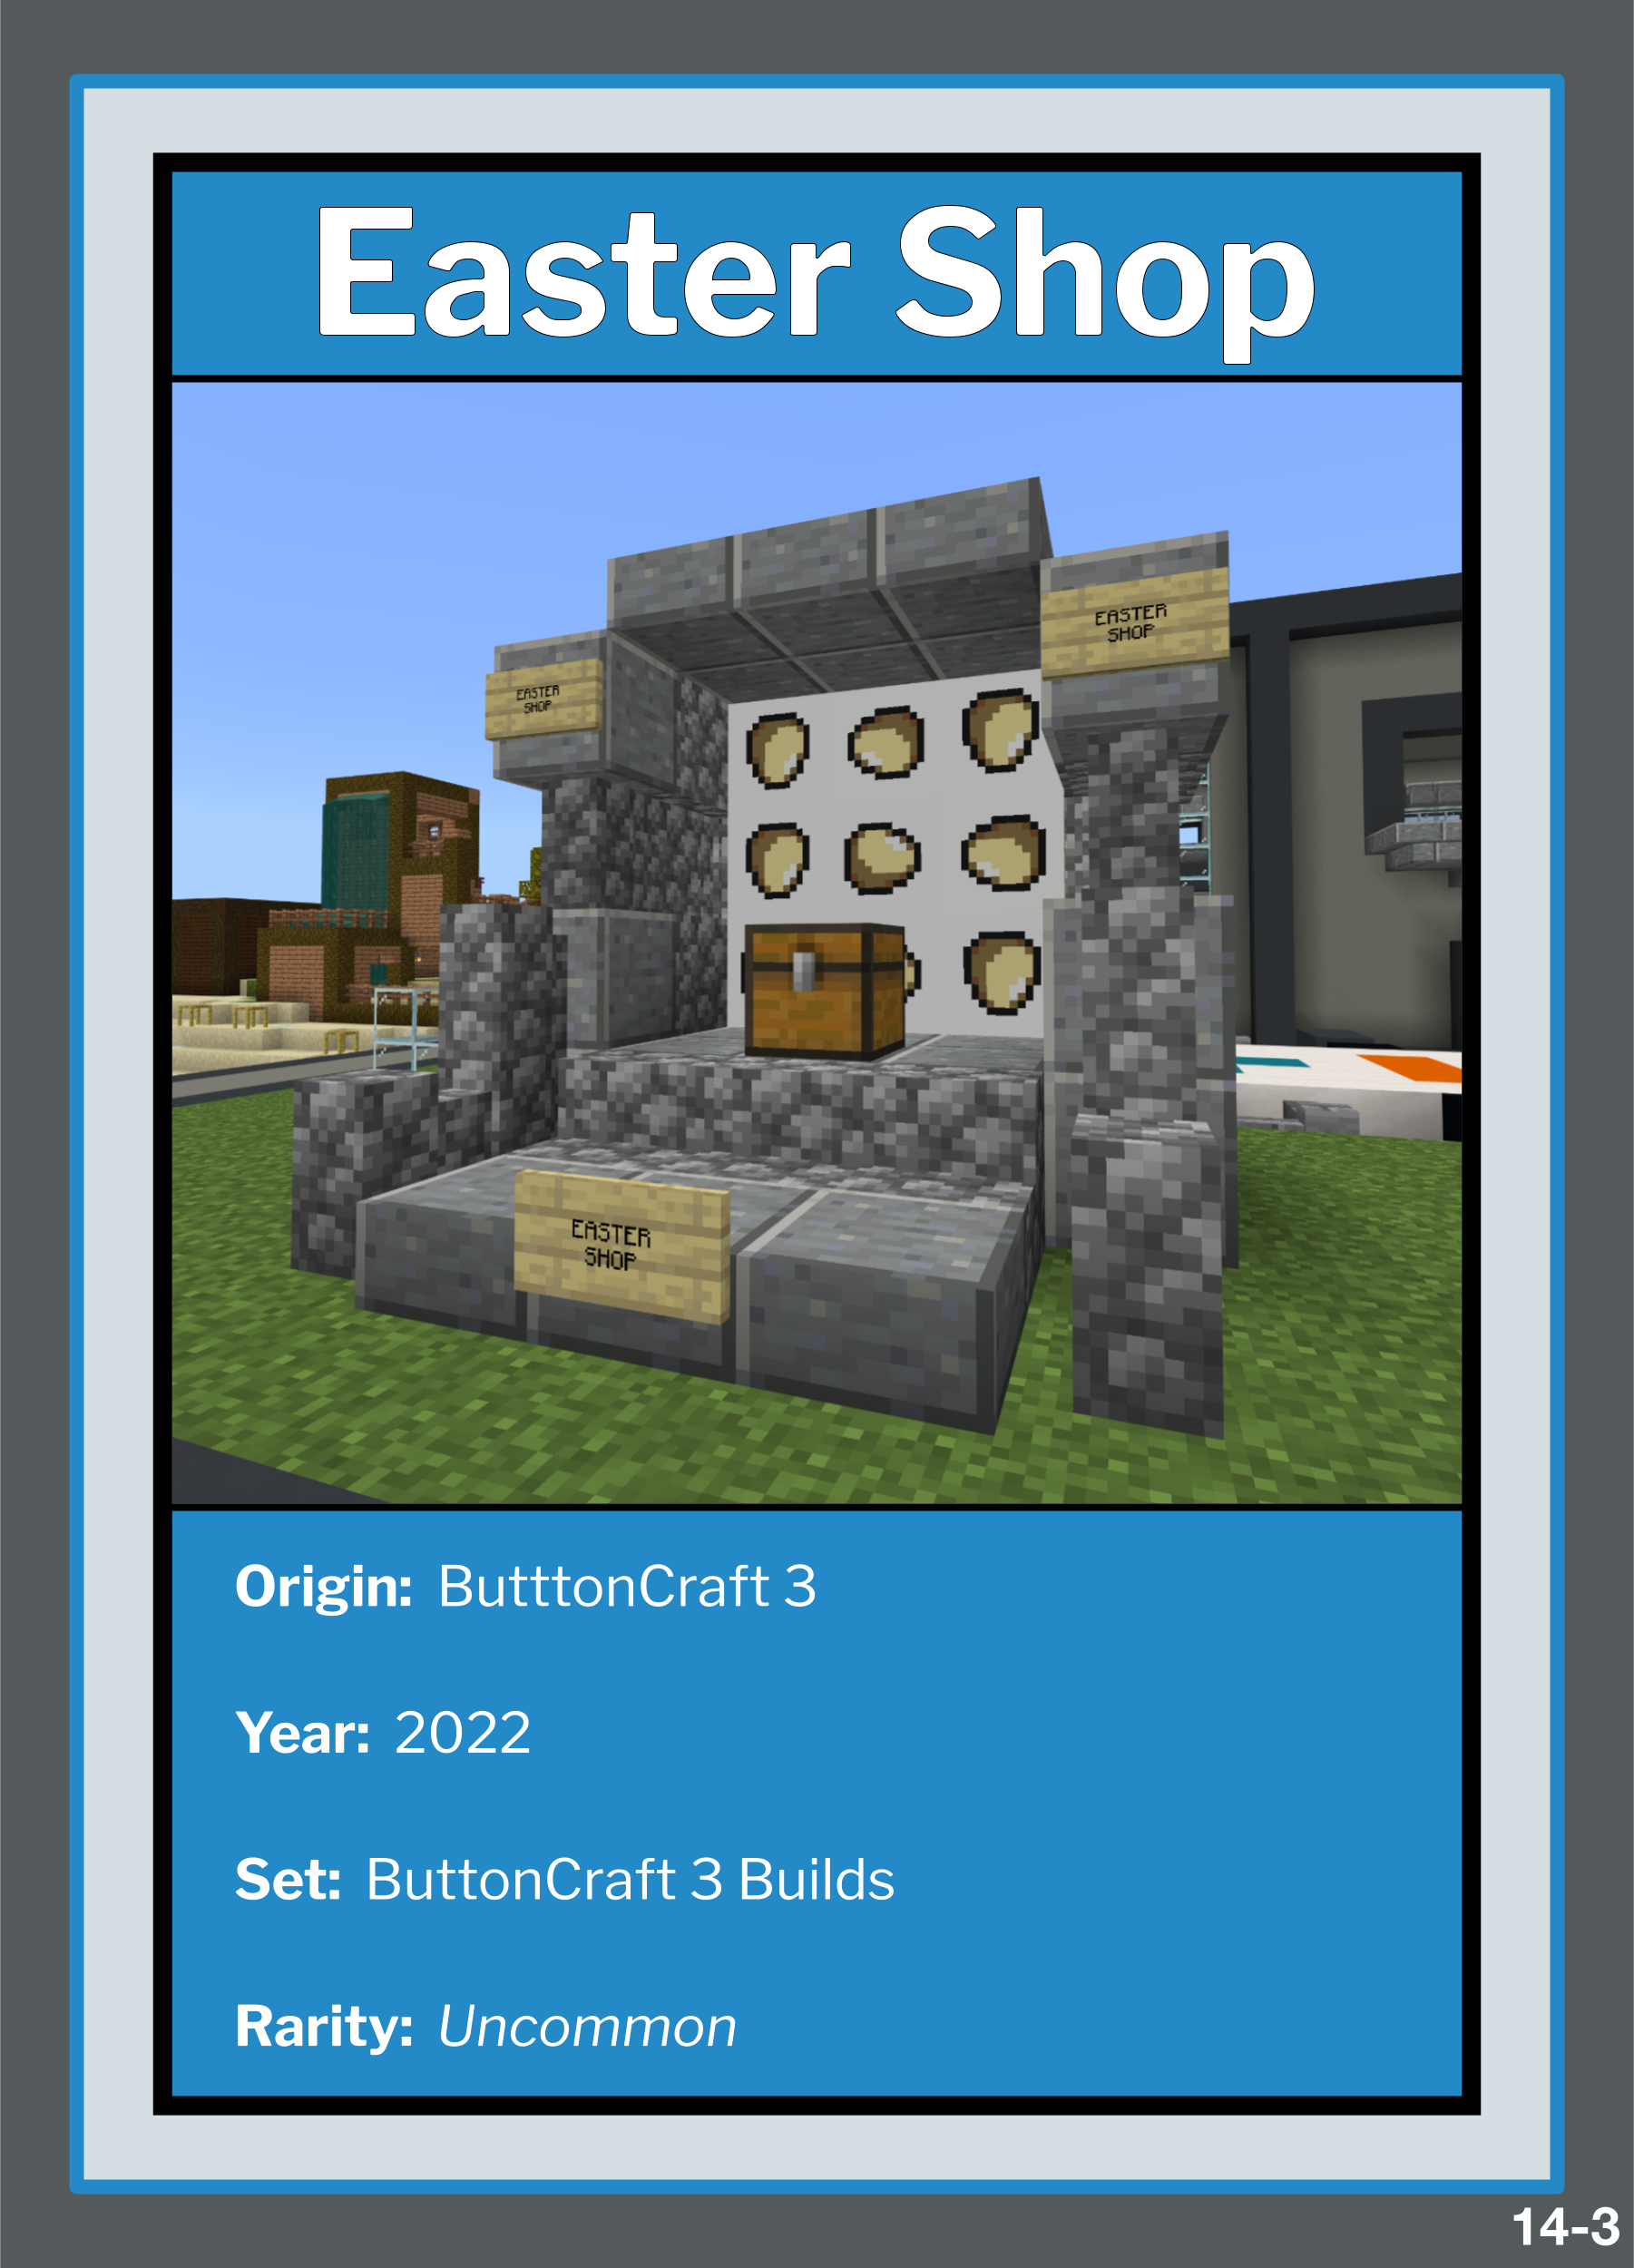 Easter Shop
EASTER
SHOP
EASTER
SHOP
EASTER
SHOP
Origin: ButttonCraft 3
Year: 2022
Set: ButtonCraft 3 Builds
Rarity: Uncommon
14-3